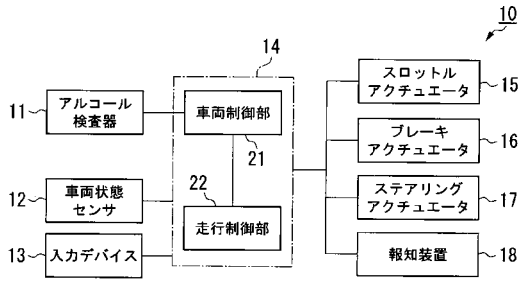 10
14
11
アルコール
検査器
車両制御部
21
スロットル
アクチュエータ
15
ブレーキ
アクチュエータ
16
12
車両状態
センサ
22
走行制御部
ステアリング
アクチュエータ
17
13
入力デバイス
報知装置
18